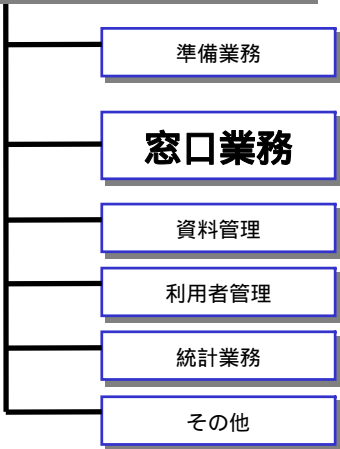 準備業務
窓口業務
資料管理
利用者管理
統計業務
その他